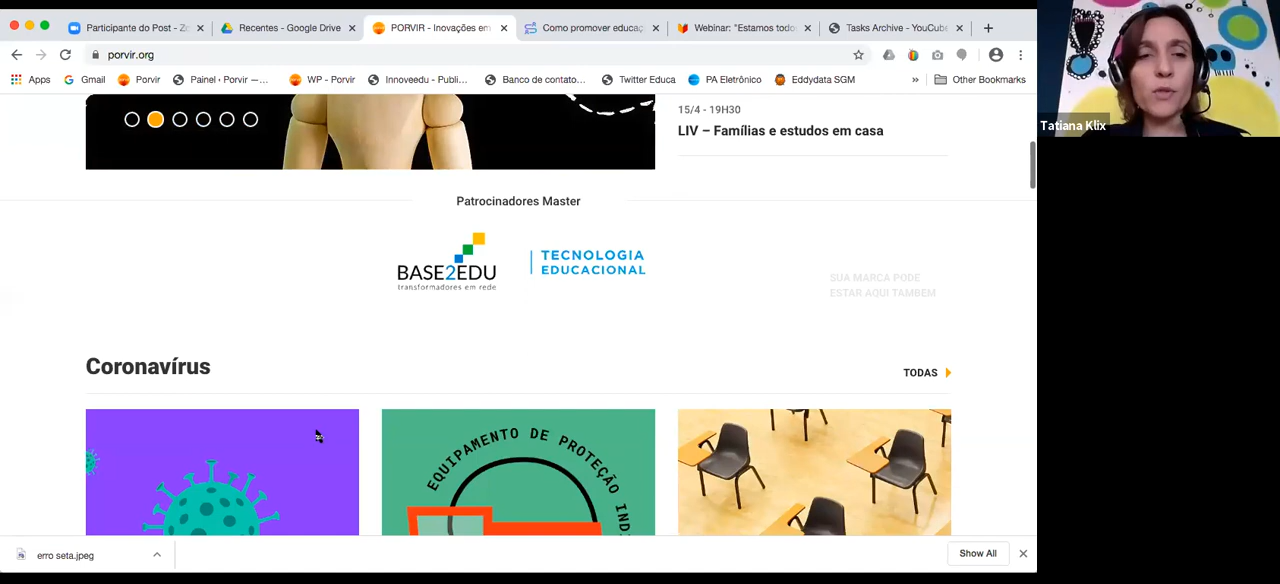 Participante do Post - Zo
Recentes - Google Drive
PORVIR - Inovações em
Como promover educaç
Webinar: "Estamos todo
Tasks Archive - YouTube
porvir.org
Apps
Gmail
Porvir
Painel ‹ Porvir —...
WP - Porvir
Innoveedu - Publi...
Banco de contato...
Twitter Educa
PA Eletrônico
Eddydata SGM
»
Other Bookmarks
Tatiana Klix
15/4 - 19H30
LIV – Famílias e estudos em casa
Patrocinadores Master
BASE2EDU
transformadores em rede
TECNOLOGIA
EDUCACIONAL
SUA MARCA PODE
ESTAR AQUI TAMBEM
Coronavírus
TODAS
EQUIPAMENTO DE PROTEÇÃO INDI
erro seta.jpeg
Show All